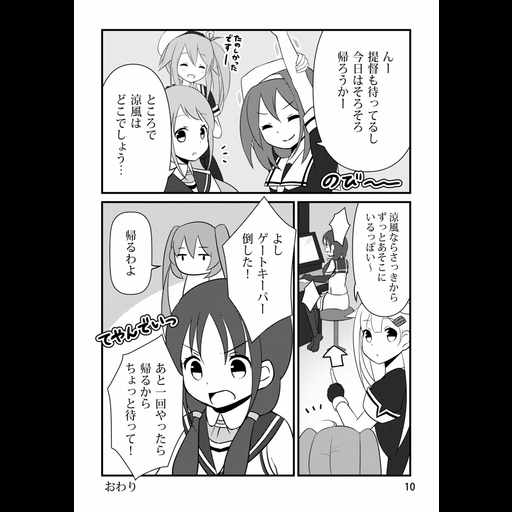 んー
提督も待ってるし
今日はそろそろ
帰ろうかー
のび〜〜
たのしかった
ですー
ところで
涼風は
どこでしょう…
涼風ならさっきから
ずっとあそこに
いるっぽい〜
よし
ゲートキーパー
倒した！
帰るわよ
てやんでいっ
あと一回やったら
帰るから
ちょっと待って！
おわり
10